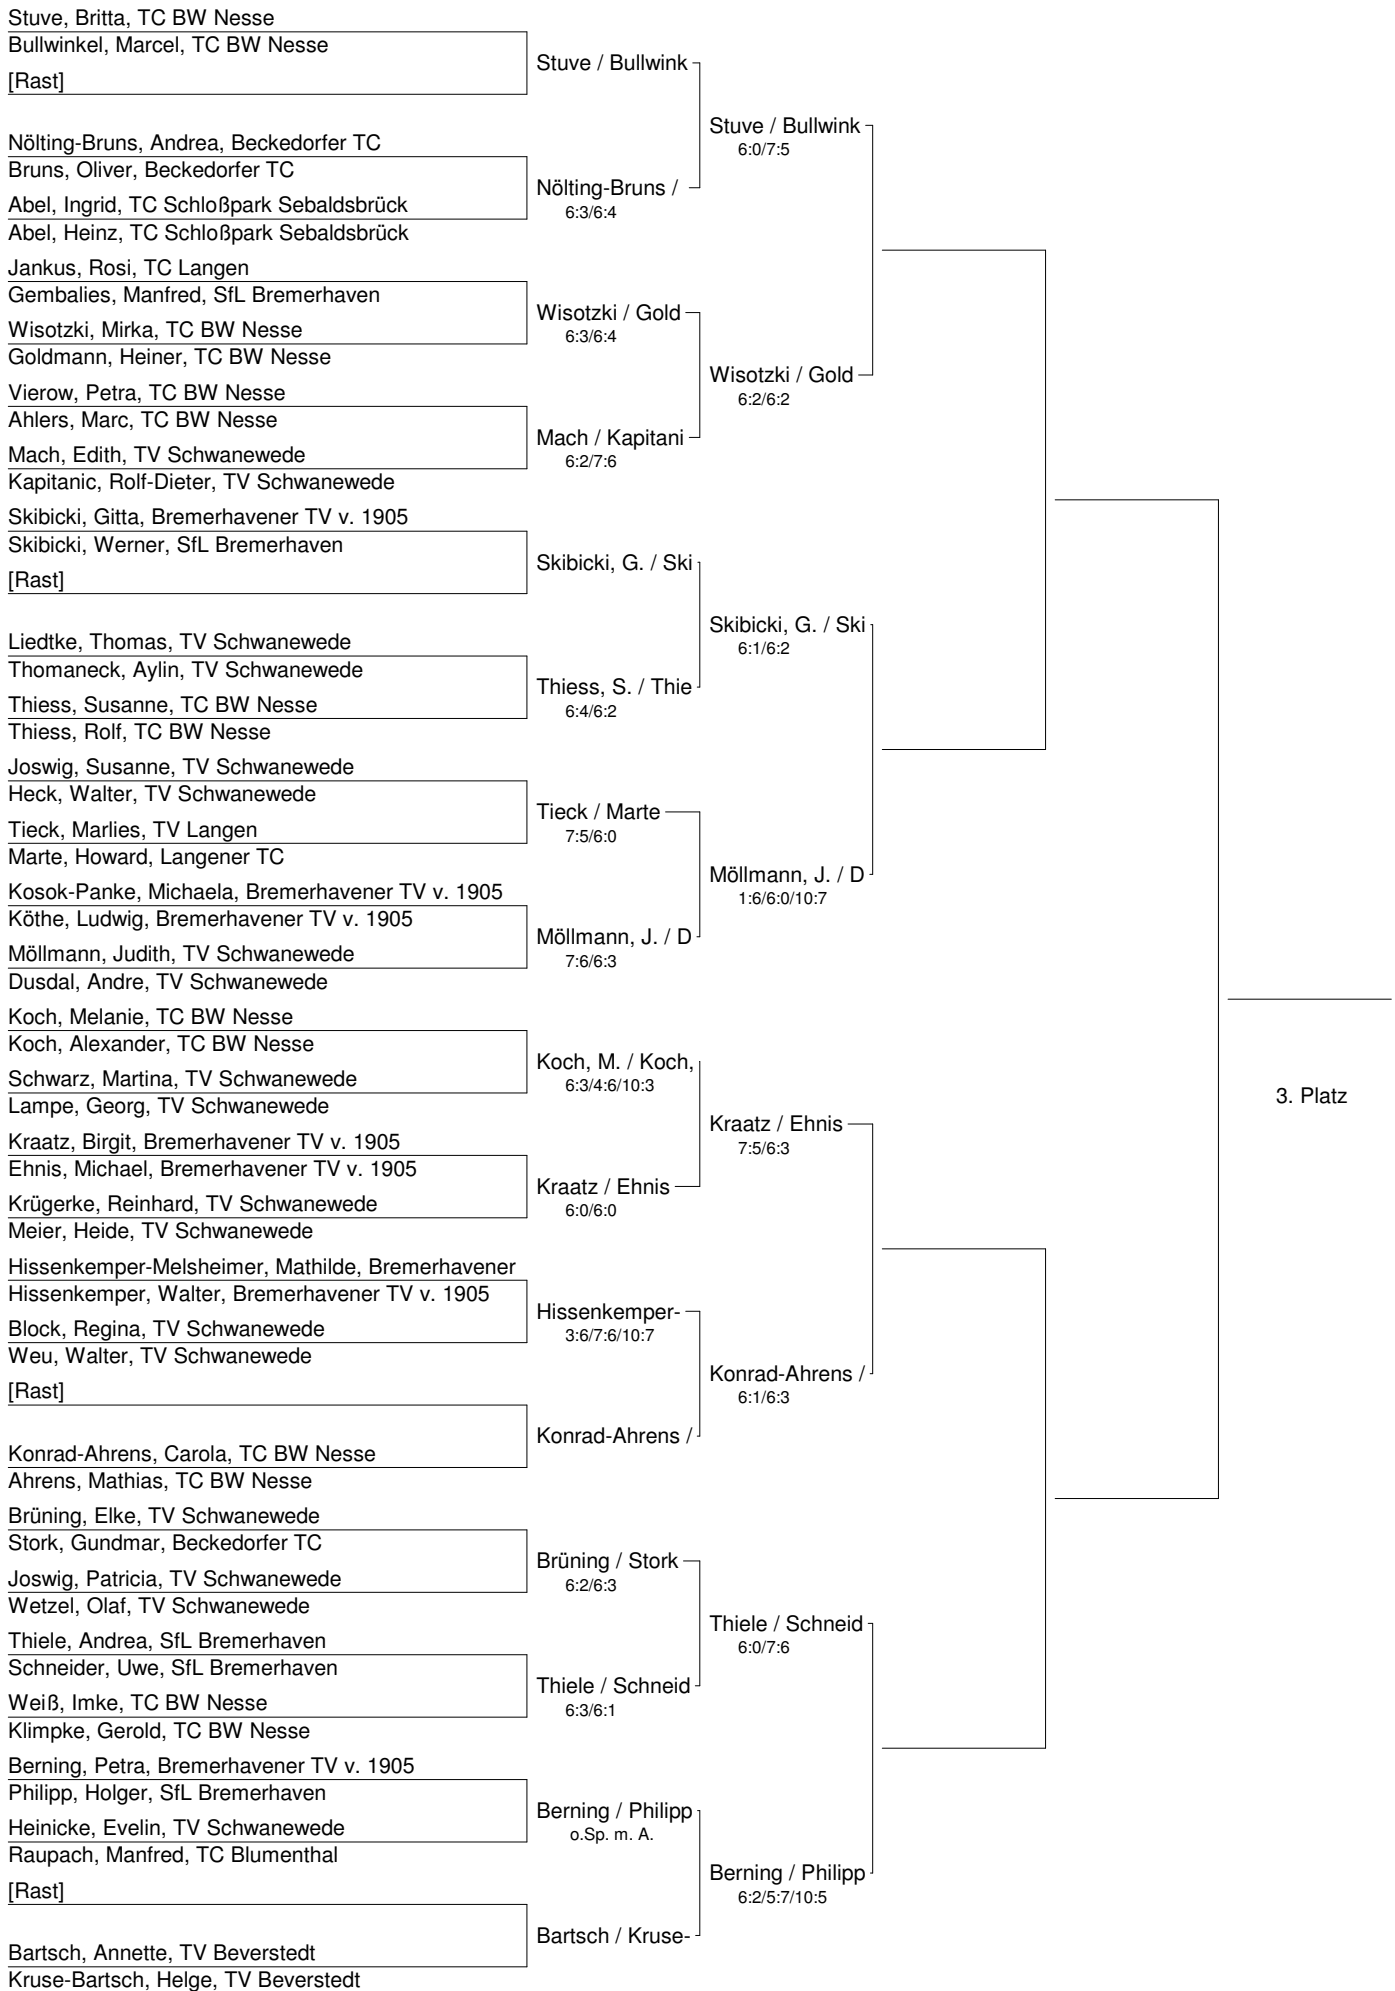 Stuve, Britta, TC BW Nesse
Bullwinkel, Marcel, TC BW Nesse
[Rast]
Nölting-Bruns, Andrea, Beckedorfer TC
Bruns, Oliver, Beckedorfer TC
Abel, Ingrid, TC Schloßpark Sebaldsbrück
Abel, Heinz, TC Schloßpark Sebaldsbrück
Jankus, Rosi, TC Langen
Gembalies, Manfred, SfL Bremerhaven
Wisotzki, Mirka, TC BW Nesse
Goldmann, Heiner, TC BW Nesse
Vierow, Petra, TC BW Nesse
Ahlers, Marc, TC BW Nesse
Mach, Edith, TV Schwanewede
Kapitanic, Rolf-Dieter, TV Schwanewede
Skibicki, Gitta, Bremerhavener TV v. 1905
Skibicki, Werner, SfL Bremerhaven
[Rast]
Liedtke, Thomas, TV Schwanewede
Thomaneck, Aylin, TV Schwanewede
Thiess, Susanne, TC BW Nesse
Thiess, Rolf, TC BW Nesse
Joswig, Susanne, TV Schwanewede
Heck, Walter, TV Schwanewede
Tieck, Marlies, TV Langen
Marte, Howard, Langener TC
Kosok-Panke, Michaela, Bremerhavener TV v. 1905
Köthe, Ludwig, Bremerhavener TV v. 1905
Möllmann, Judith, TV Schwanewede
Dusdal, Andre, TV Schwanewede
Koch, Melanie, TC BW Nesse
Koch, Alexander, TC BW Nesse
Schwarz, Martina, TV Schwanewede
Lampe, Georg, TV Schwanewede
Kraatz, Birgit, Bremerhavener TV v. 1905
Ehnis, Michael, Bremerhavener TV v. 1905
Krügerke, Reinhard, TV Schwanewede
Meier, Heide, TV Schwanewede
Hissenkemper-Melsheimer, Mathilde, Bremerhavener
Hissenkemper, Walter, Bremerhavener TV v. 1905
Block, Regina, TV Schwanewede
Weu, Walter, TV Schwanewede
[Rast]
Konrad-Ahrens, Carola, TC BW Nesse
Ahrens, Mathias, TC BW Nesse
Brüning, Elke, TV Schwanewede
Stork, Gundmar, Beckedorfer TC
Joswig, Patricia, TV Schwanewede
Wetzel, Olaf, TV Schwanewede
Thiele, Andrea, SfL Bremerhaven
Schneider, Uwe, SfL Bremerhaven
Weiß, Imke, TC BW Nesse
Klimpke, Gerold, TC BW Nesse
Berning, Petra, Bremerhavener TV v. 1905
Philipp, Holger, SfL Bremerhaven
Heinicke, Evelin, TV Schwanewede
Raupach, Manfred, TC Blumenthal
[Rast]
Bartsch, Annette, TV Beverstedt
Kruse-Bartsch, Helge, TV Beverstedt
Stuve / Bullwink
Nölting-Bruns /
6:3/6:4
Wisotzki / Gold
6:3/6:4
Mach / Kapitani
6:2/7:6
Skibicki, G. / Ski
Thiess, S. / Thie
6:4/6:2
Tieck / Marte
7:5/6:0
Möllmann, J. / D
7:6/6:3
Koch, M. / Koch,
6:3/4:6/10:3
Kraatz / Ehnis
6:0/6:0
Hissenkemper-
3:6/7:6/10:7
Konrad-Ahrens /
Brüning / Stork
6:2/6:3
Thiele / Schneid
6:3/6:1
Berning / Philipp
o.Sp. m. A.
Bartsch / Kruse-
Stuve / Bullwink
6:0/7:5
Wisotzki / Gold
6:2/6:2
Skibicki, G. / Ski
6:1/6:2
Möllmann, J. / D
1:6/6:0/10:7
Kraatz / Ehnis
7:5/6:3
Konrad-Ahrens /
6:1/6:3
Thiele / Schneid
6:0/7:6
Berning / Philipp
6:2/5:7/10:5
3. Platz